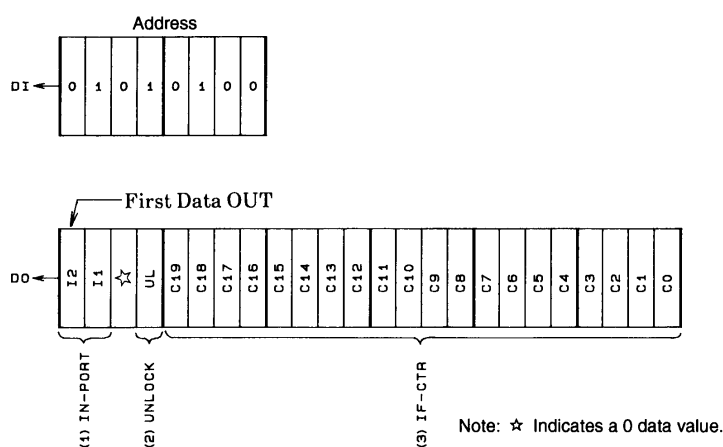 Address
DI 0 1 0 1 0 1 0 0
First Data OUT
DO I2 I1 ☆ UL C19 C18 C17 C16 C15 C14 C13 C12 C11 C10 C9 C8 C7 C6 C5 C4 C3 C2 C1 C0
(1) IN-PORT
(2) UNLOCK
(3) IF-CTR
Note: ☆ Indicates a 0 data value.